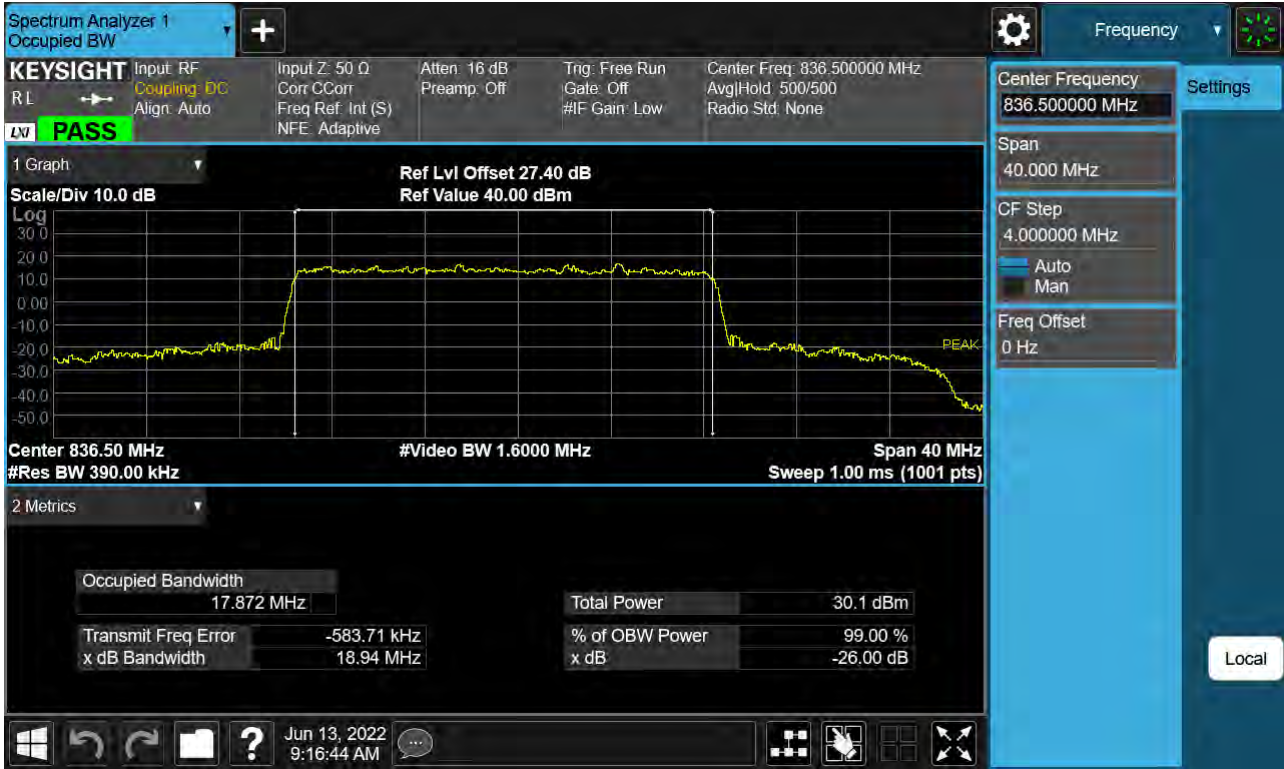 Spectrum Analyzer 1
Occupied BW
Frequency
KEYSIGHT
R L
LXI
PASS
Input: RF
Coupling: DC
Align: Auto
Input Z: 50 Ω
Corr CCorr
Freq Ref: Int (S)
NFE: Adaptive
Atten: 16 dB
Preamp: Off
Trig: Free Run
Gate: Off
#IF Gain: Low
Center Freq: 836.500000 MHz
Avg|Hold: 500/500
Radio Std: None
Center Frequency
836.500000 MHz
Settings
Span
40.000 MHz
CF Step
4.000000 MHz
Auto
Man
Freq Offset
0 Hz
Local
1 Graph
Scale/Div 10.0 dB
Ref Lvl Offset 27.40 dB
Ref Value 40.00 dBm
Log
30.0
20.0
10.0
0.00
-10.0
-20.0
-30.0
-40.0
-50.0
PEAK
Center 836.50 MHz
#Video BW 1.6000 MHz
Span 40 MHz
#Res BW 390.00 kHz
Sweep 1.00 ms (1001 pts)
2 Metrics
Occupied Bandwidth
17.872 MHz
Total Power 30.1 dBm
Transmit Freq Error -583.71 kHz
% of OBW Power 99.00 %
x dB Bandwidth 18.94 MHz
x dB -26.00 dB
?
Jun 13, 2022
9:16:44 AM